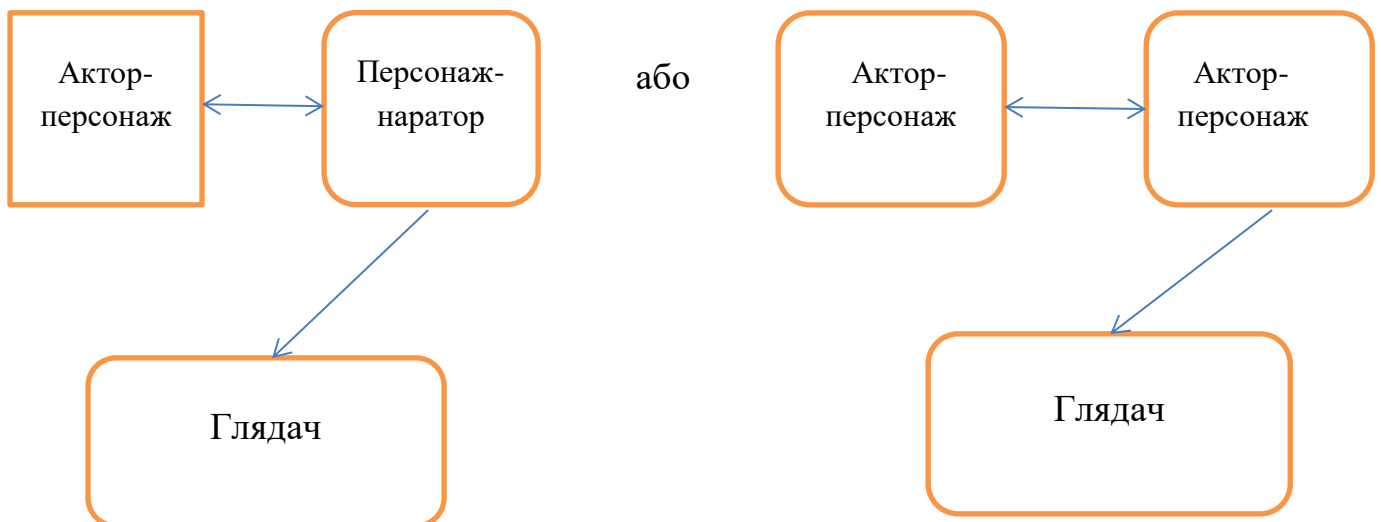 Актор-
персонаж
Персонаж-
наратор
або
Актор-
персонаж
Актор-
персонаж
Глядач
Глядач